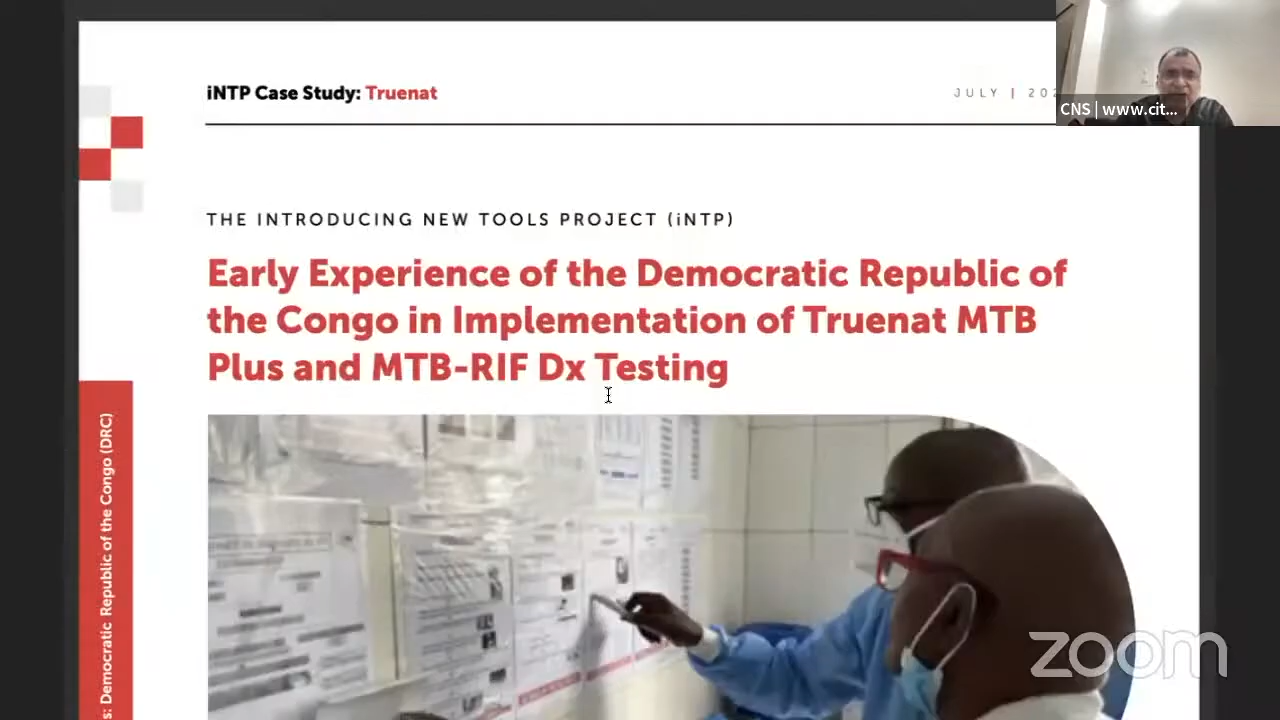 iNTP Case Study: Truenat
JULY | 202
CNS | www.cit...
THE INTRODUCING NEW TOOLS PROJECT (iNTP)
Early Experience of the Democratic Republic of
the Congo in Implementation of Truenat MTB
Plus and MTB-RIF Dx Testing
s: Democratic Republic of the Congo (DRC)
zoom